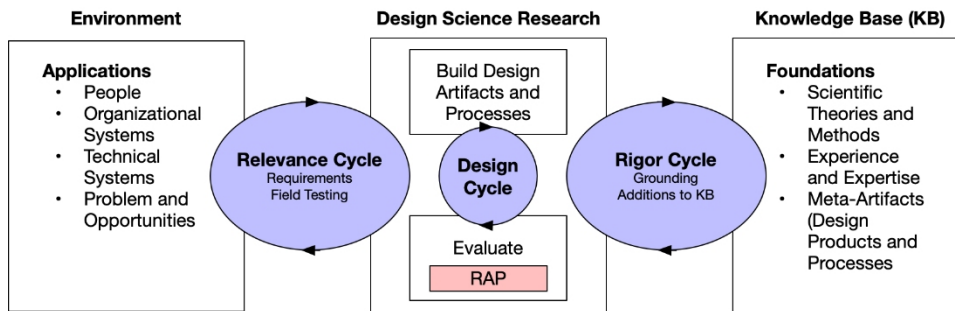 Environment
Design Science Research
Knowledge Base (KB)
Applications
• People
• Organizational
Systems
• Technical
Systems
• Problem and
Opportunities
Relevance Cycle
Requirements
Field Testing
Build Design
Artifacts and
Processes
Design
Cycle
Evaluate
RAP
Rigor Cycle
Grounding
Additions to KB
Foundations
• Scientific
Theories and
Methods
• Experience
and Expertise
• Meta-Artifacts
(Design
Products and
Processes